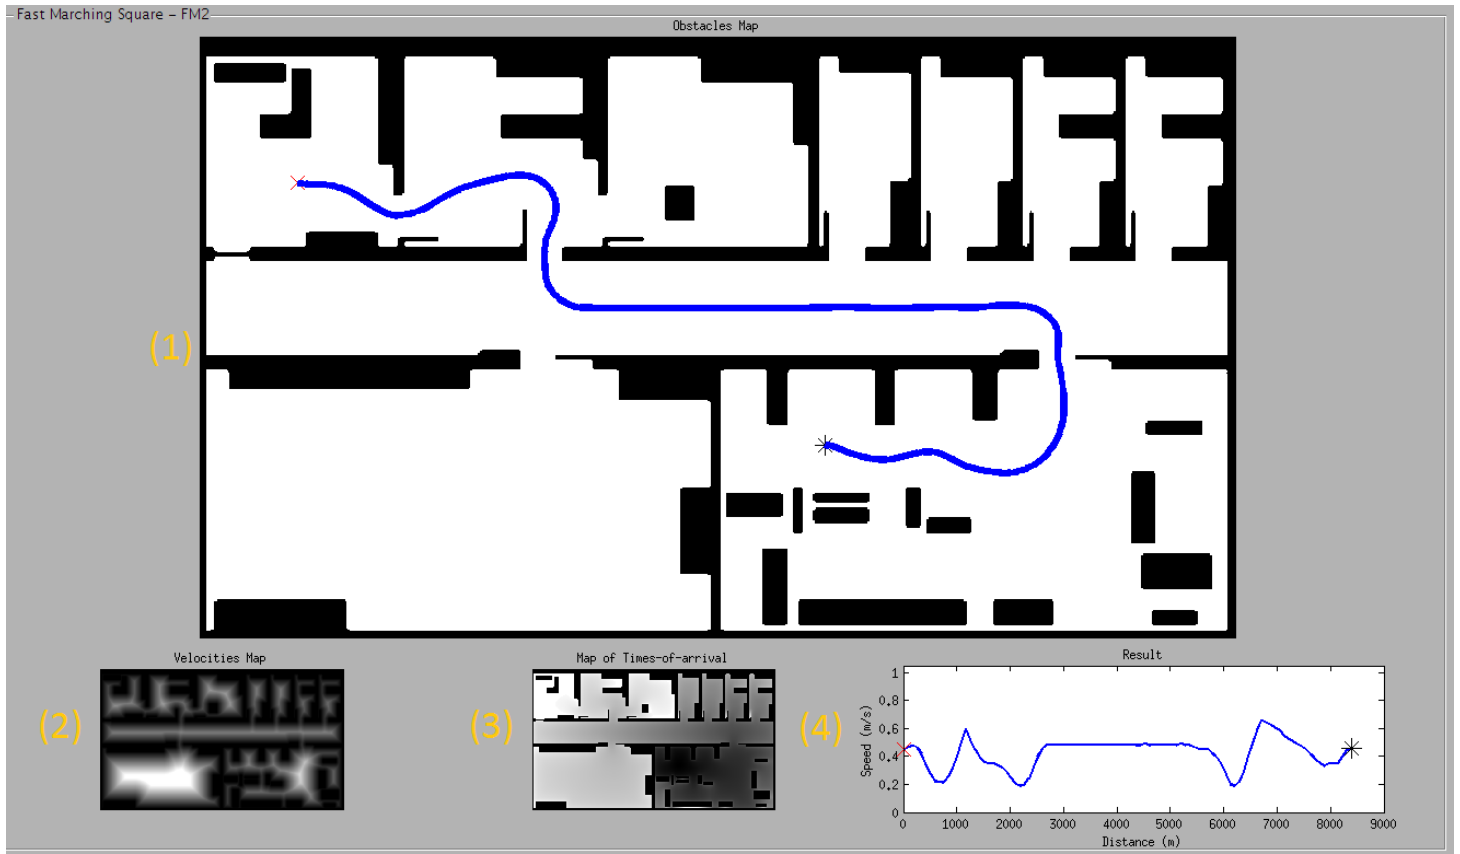 Fast Marching Square – FM2
Obstacles Map
(1)
Velocities Map
(2)
Map of Times-of-arrival
(3)
Result
(4)
Speed (m/s)
1
0.8
0.6
0.4
0.2
0
0 1000 2000 3000 4000 5000 6000 7000 8000 9000
Distance (m)